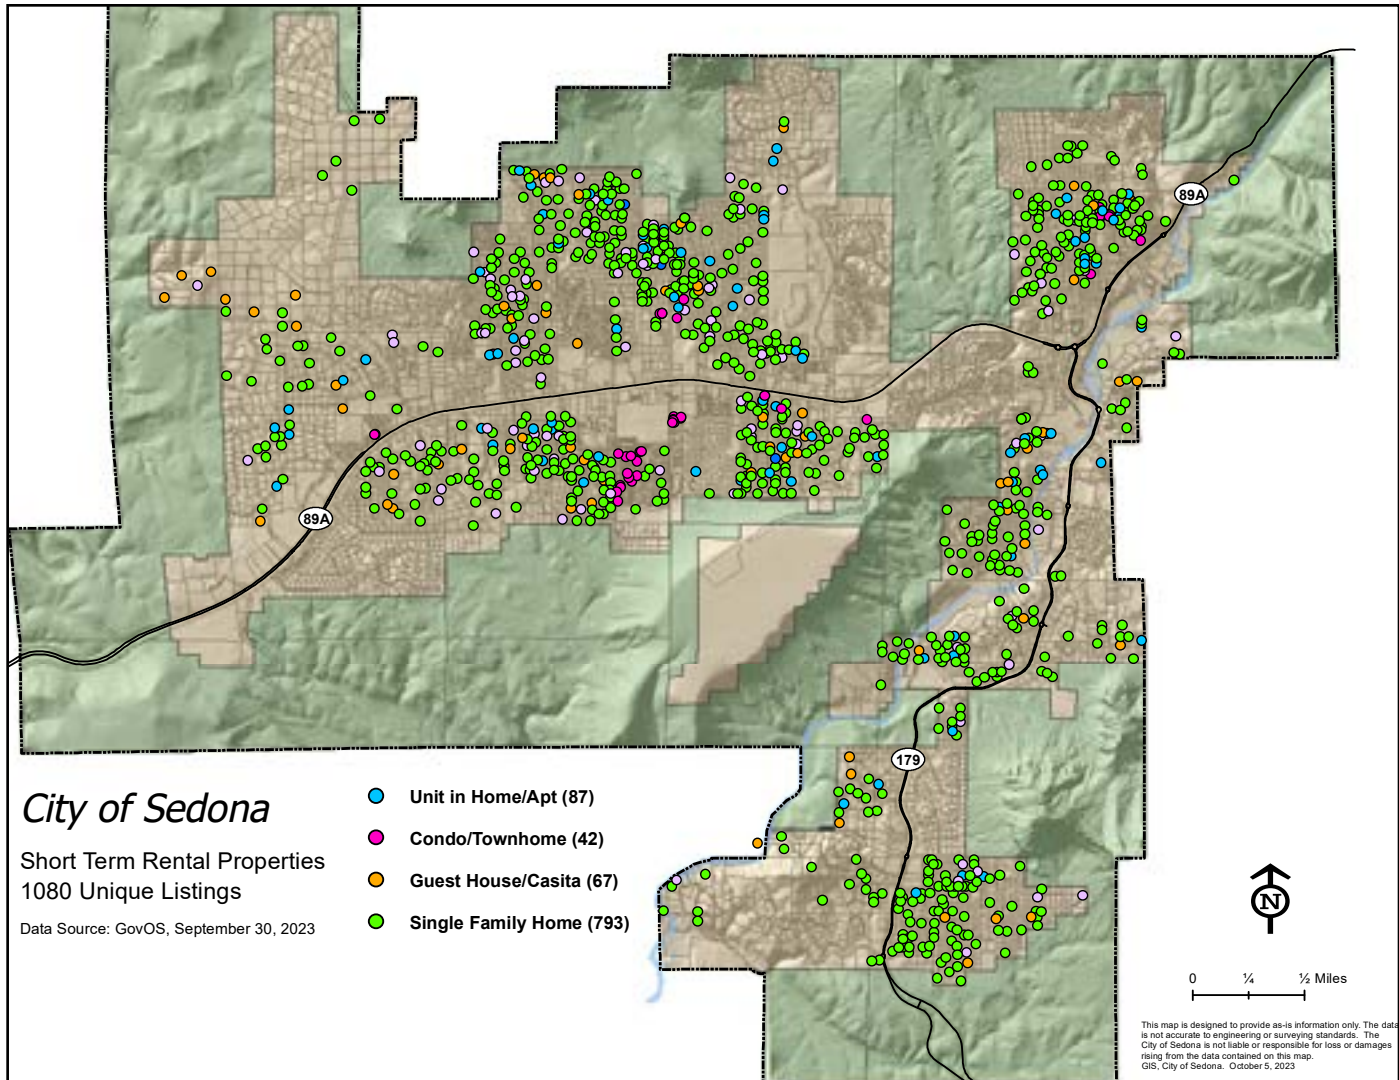 89A
89A
179
City of Sedona
Short Term Rental Properties
1080 Unique Listings
Data Source: GovOS, September 30, 2023
Unit in Home/Apt (87)
Condo/Townhome (42)
Guest House/Casita (67)
Single Family Home (793)
N
0 ¼ ½ Miles
This map is designed to provide as-is information only. The data
is not accurate to engineering or surveying standards. The
City of Sedona is not liable or responsible for loss or damages
rising from the data contained on this map.
GIS, City of Sedona. October 5, 2023